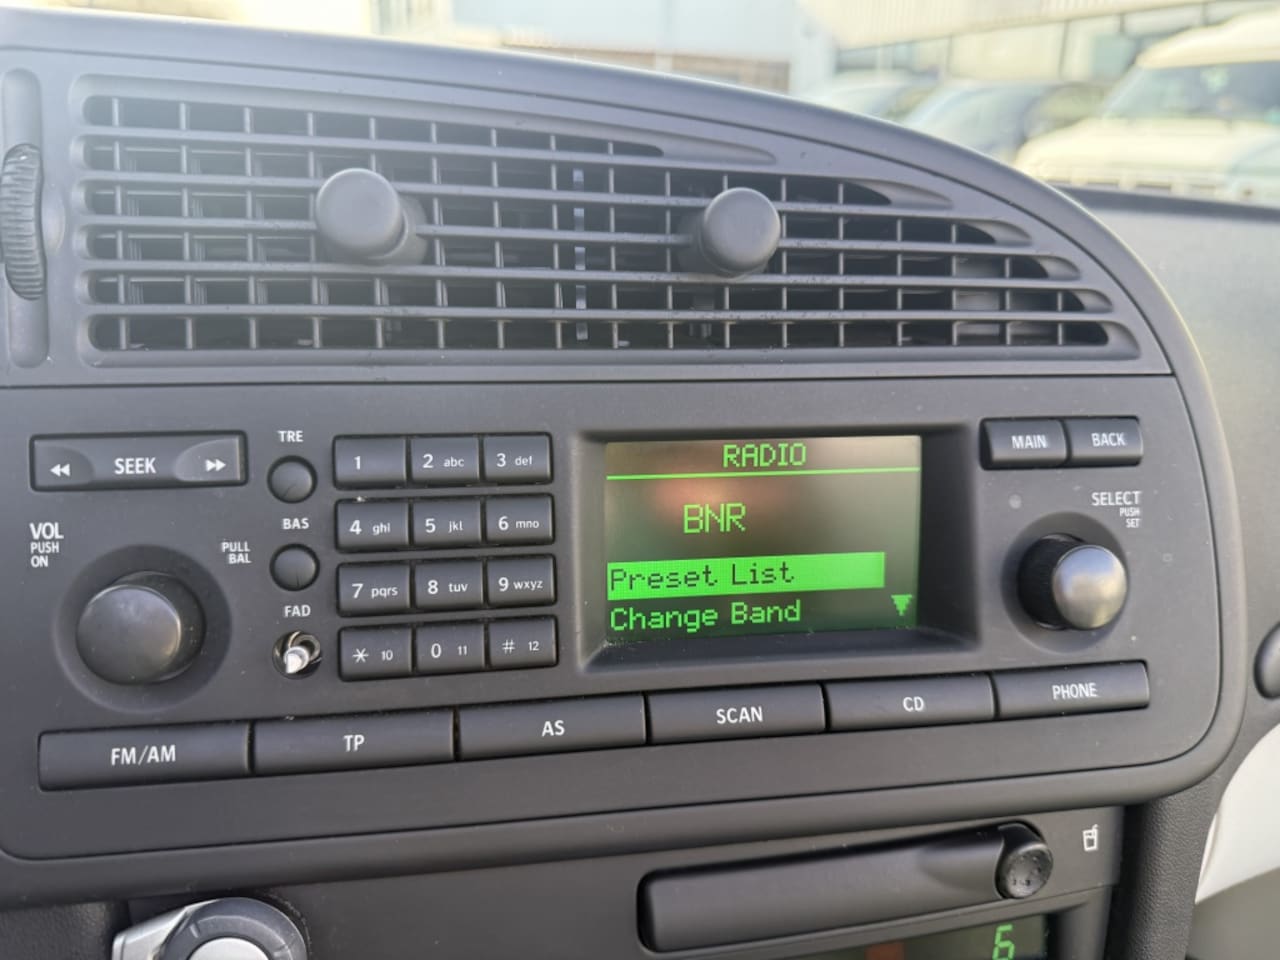 TRE
1
2 abc
3 def
RADIO
MAIN
BACK
SEEK
BNR
SELECT
PUSH
SET
VOL
PUSH
ON
PULL
BAL
BAS
4 ghi
5 jkl
6 mno
Preset List
Change Band
FAD
7 pqrs
8 tuv
9 wxyz
* 10
0 11
# 12
FM/AM
TP
AS
SCAN
CD
PHONE
6